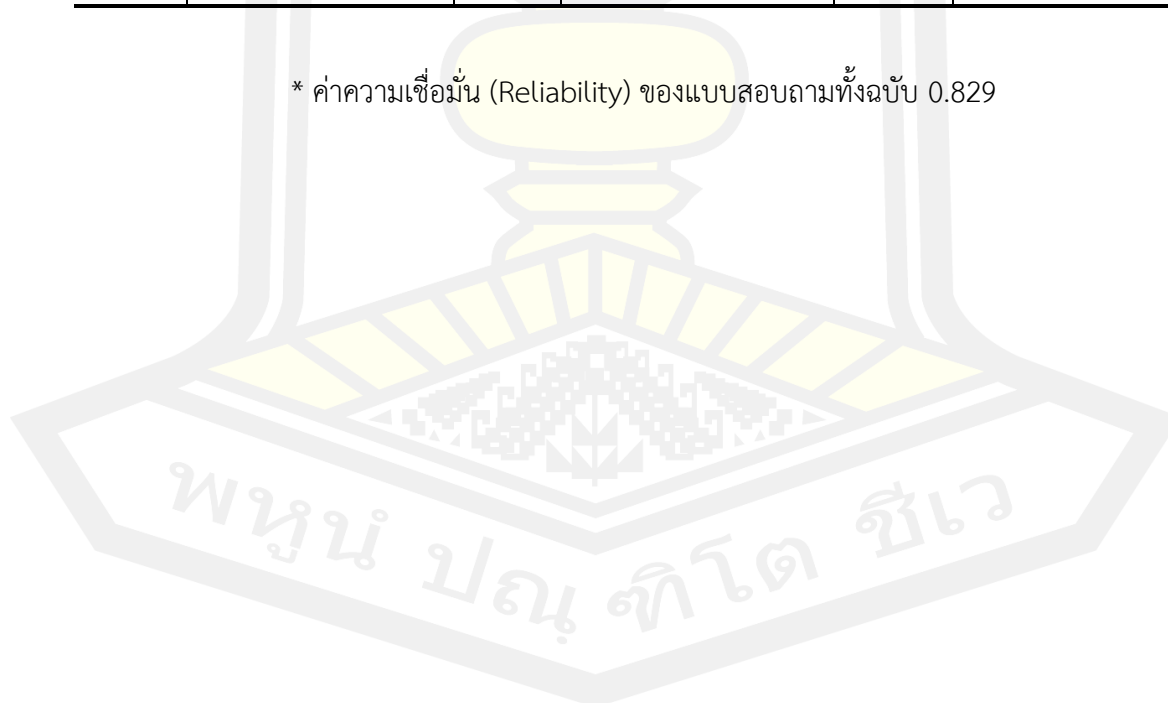 * ค่าความเชื่อมั่น (Reliability) ของแบบสอบถามทั้งฉบับ 0.829
พหูนํ ปณฺฑิโต ชีเว